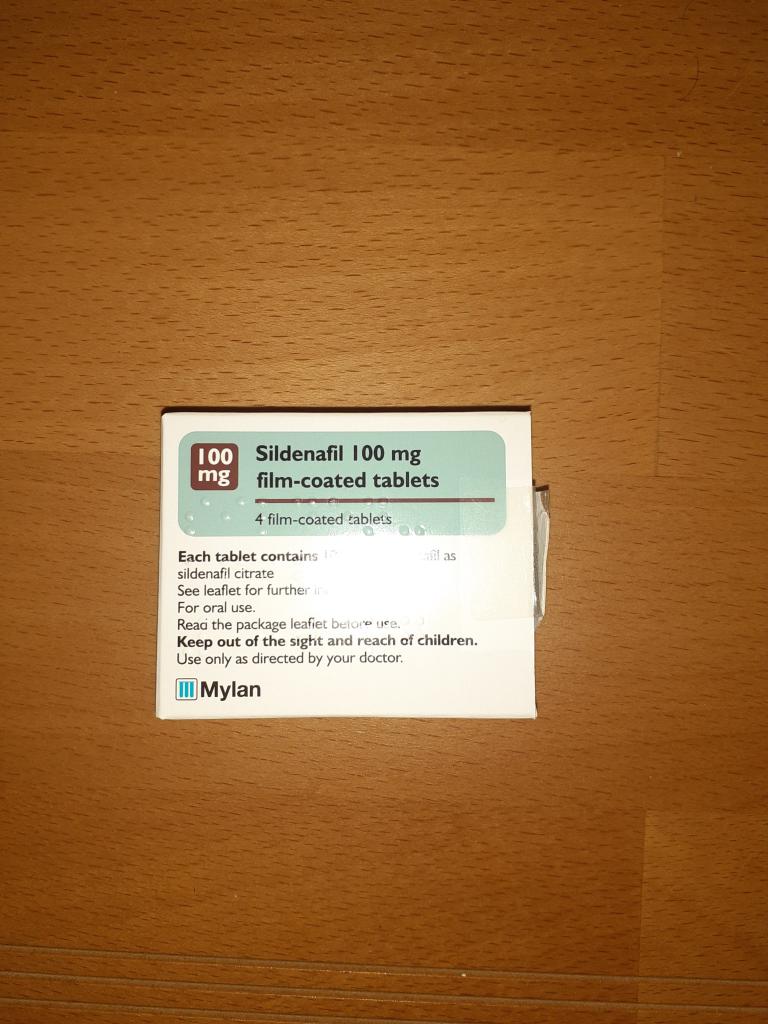 100
mg
Sildenafil 100 mg
film-coated tablets
4 film-coated tablets
Each tablet contains as
sildenafil citrate
See leaflet for further
For oral use.
Read the package leaflet before use.
Keep out of the sight and reach of children.
Use only as directed by your doctor.
Mylan